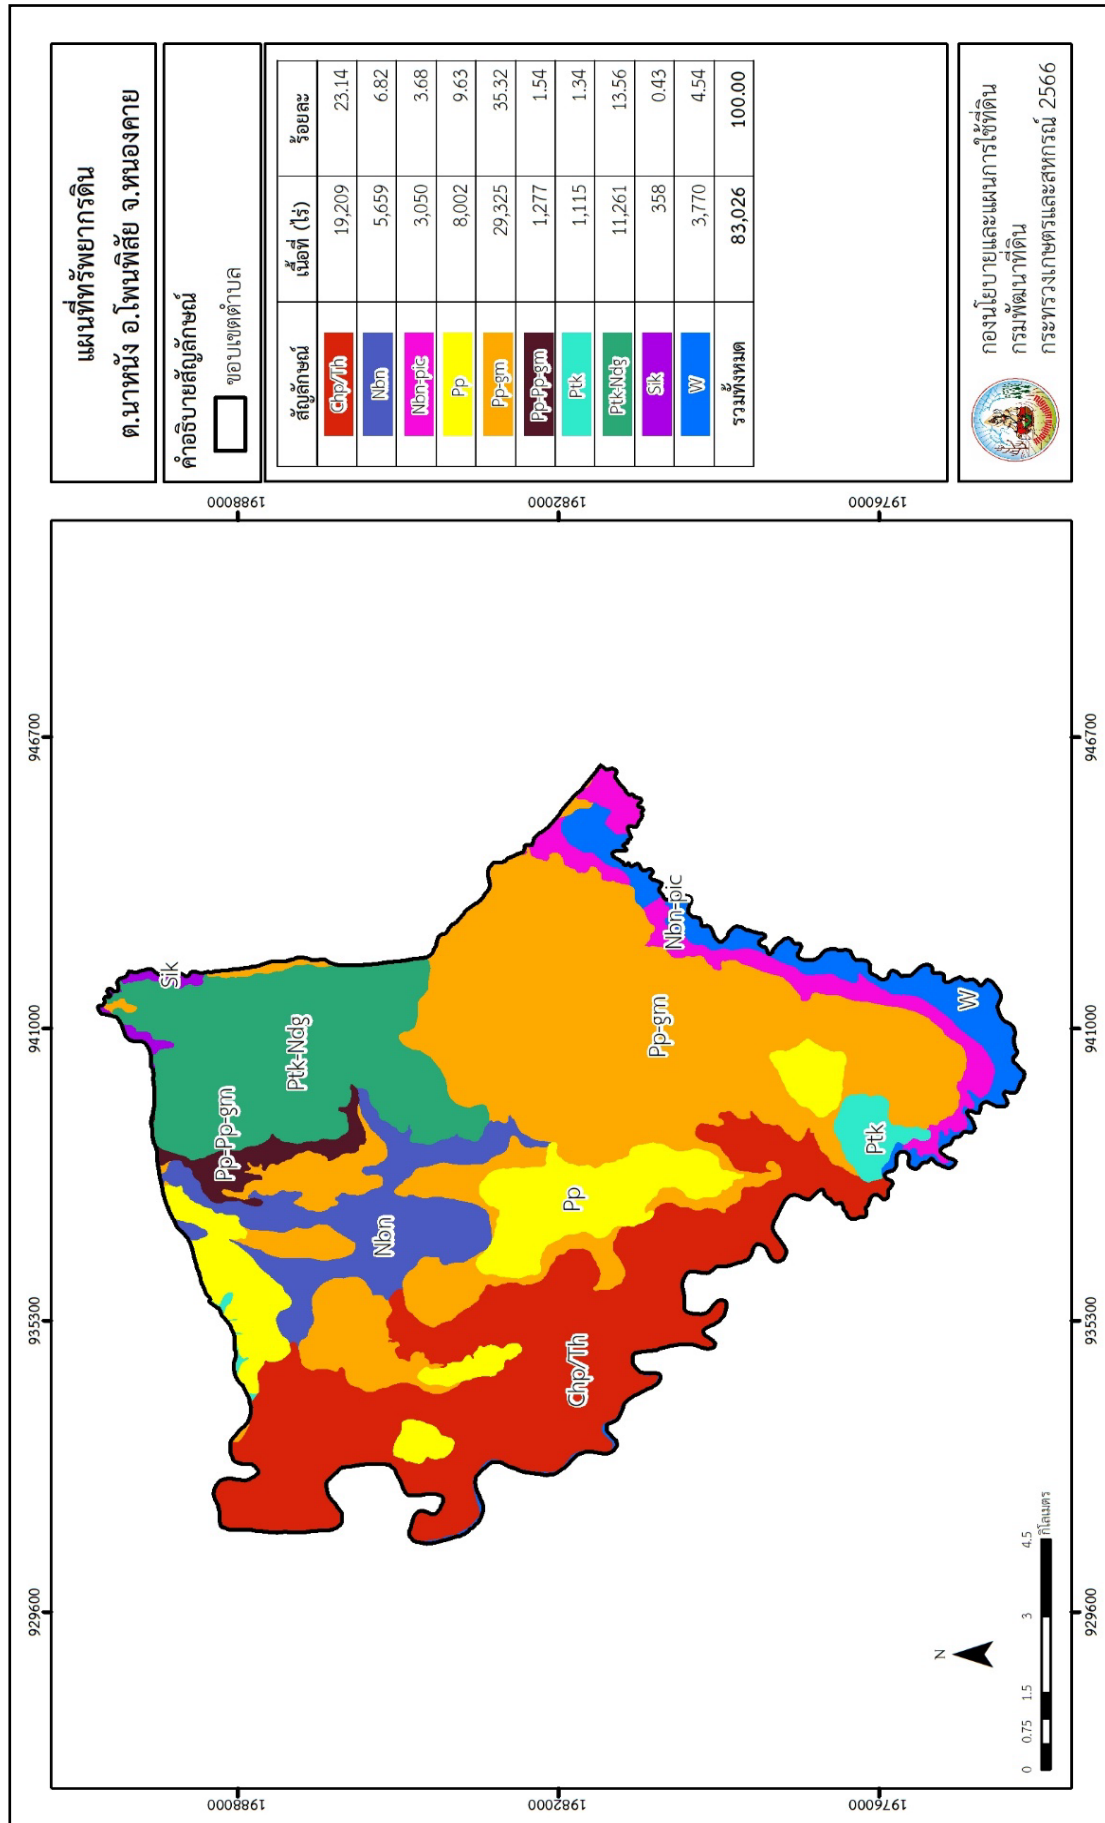 แผนที่ทรัพยากรดิน
ต.นาหนัง อ.โพนพิสัย จ.หนองคาย
คำอธิบายสัญลักษณ์
ขอบเขตตำบล
สัญลักษณ์ เนื้อที่ (ไร่) ร้อยละ
Chp/Th 19,209 23.14
Nbn 5,659 6.82
Nbn-pic 3,050 3.68
Pp 8,002 9.63
Pp-gm 29,325 35.32
Pp-Pp-gm 1,277 1.54
Ptk 1,115 1.34
Ptk-Ndg 11,261 13.56
Sik 358 0.43
W 3,770 4.54
รวมทั้งหมด 83,026 100.00
กองนโยบายและแผนการใช้ที่ดิน
กรมพัฒนาที่ดิน
กระทรวงเกษตรและสหกรณ์ 2566
929600 935300 941000 946700
1988000
1982000
1976000
1988000
1982000
1976000
929600 935300 941000 946700
Sik
Pp-Pp-gm
Ptk-Ndg
Nbn
Pp
Chp/Th
Pp-gm
Nbn-pic
Ptk
W
N
0 0.75 1.5 3 4.5
กิโลเมตร